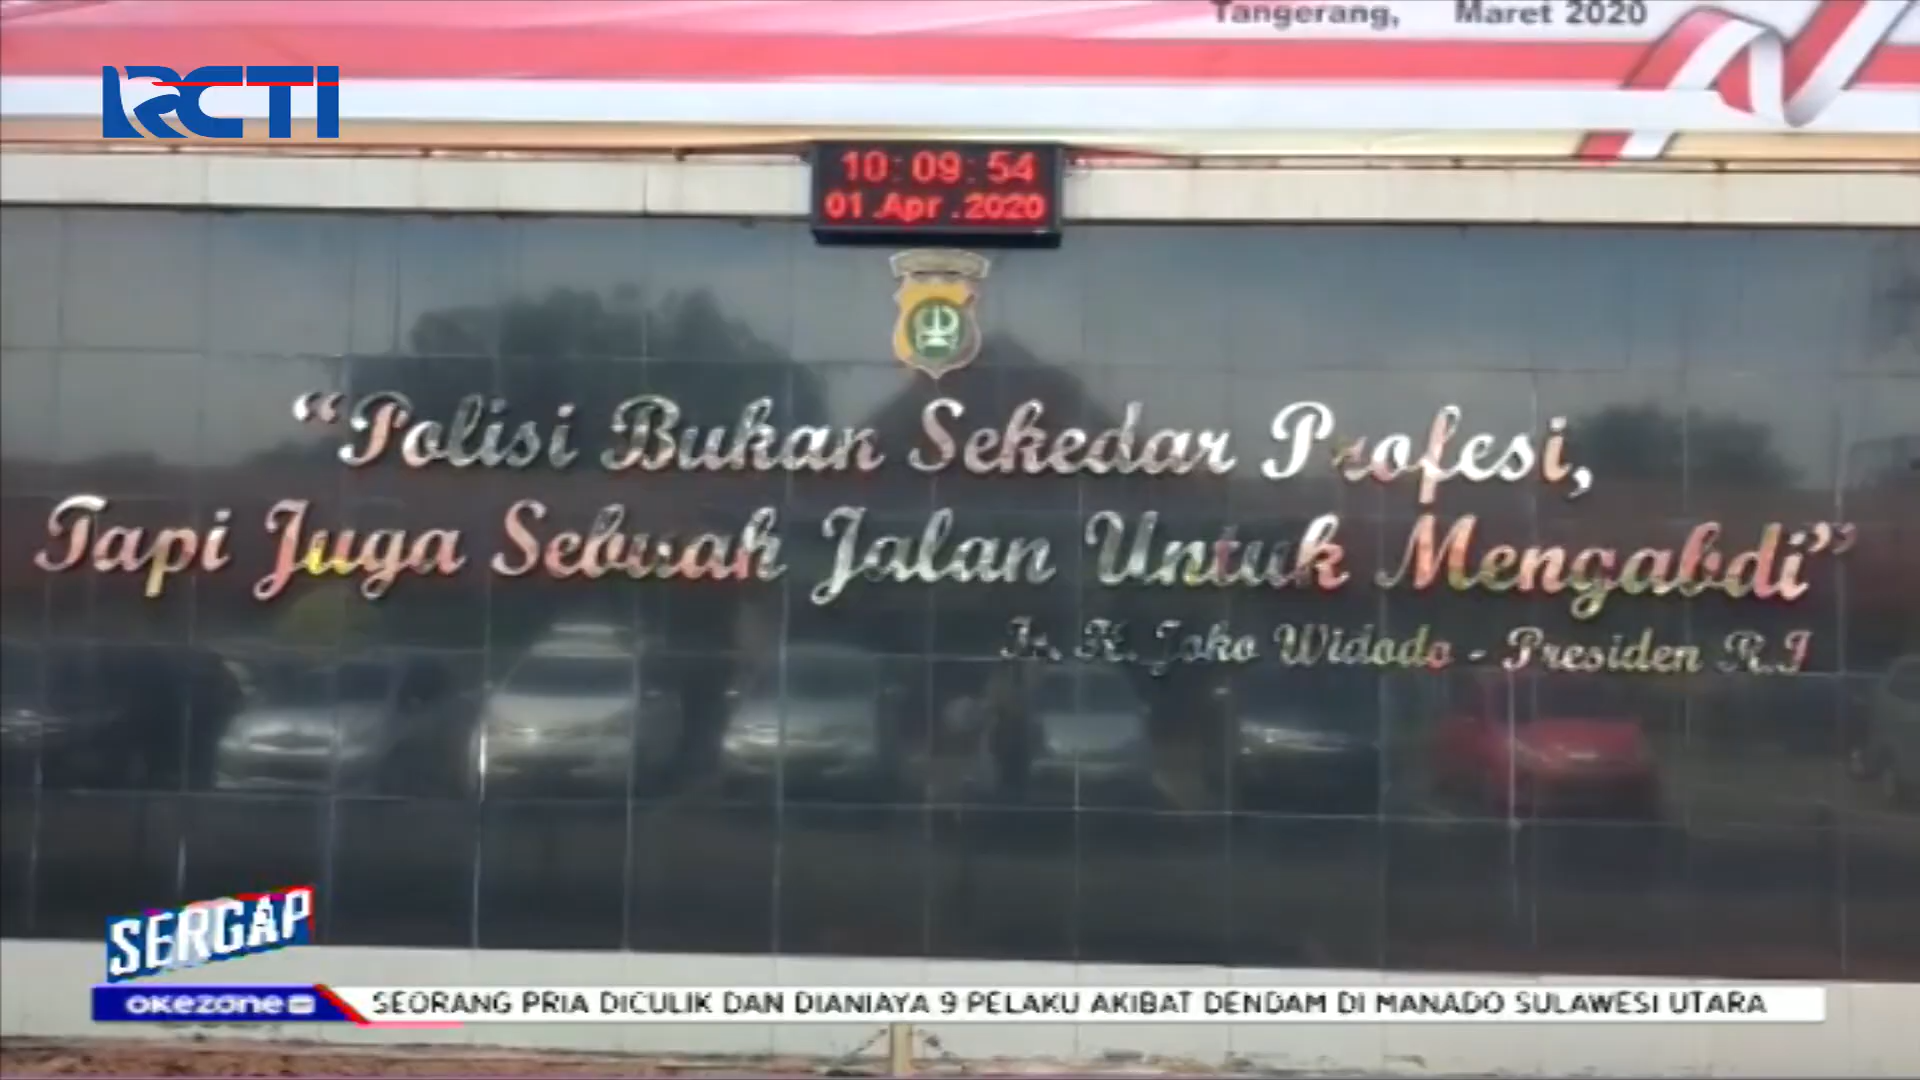 Tangerang, Maret 2020
RCTI
10:09:54
01.Apr.2020
“Polisi Bukan Sekedar Profesi,
Tapi Juga Sebuah Jalan Untuk Mengabdi”
Ir. H. Joko Widodo - Presiden R.I
SERGAP
okezone
SEORANG PRIA DICULIK DAN DIANIAYA 9 PELAKU AKIBAT DENDAM DI MANADO SULAWESI UTARA